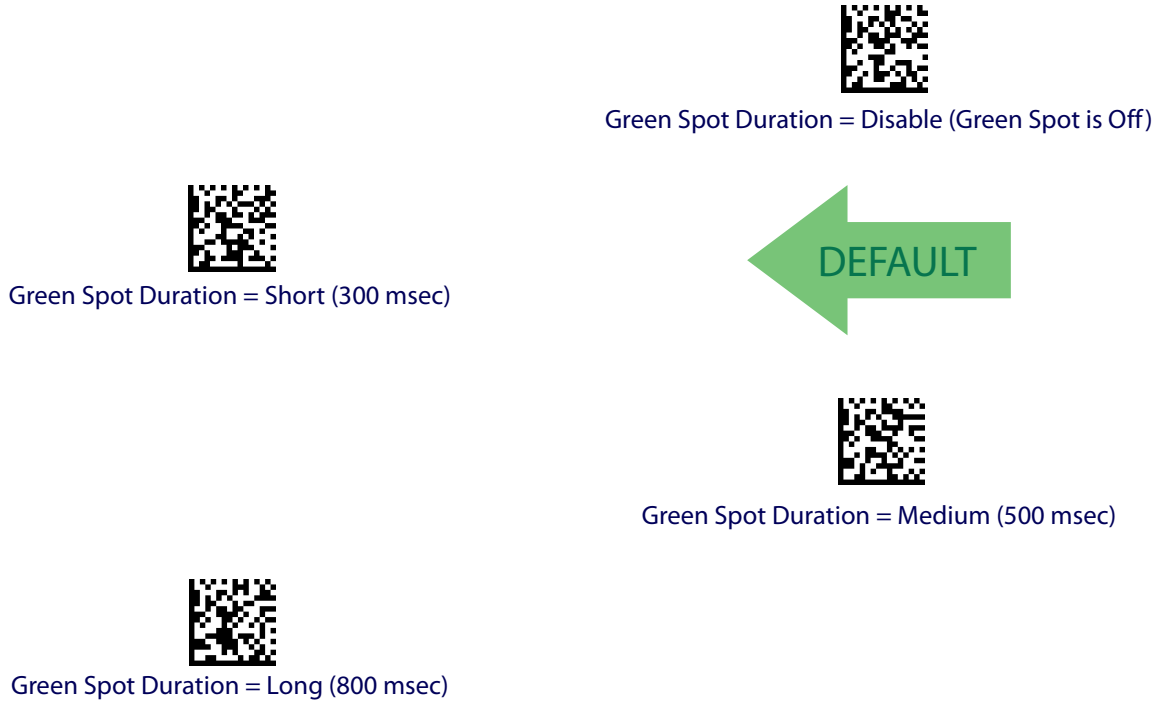 Green Spot Duration = Disable (Green Spot is Off)
Green Spot Duration = Short (300 msec)
DEFAULT
Green Spot Duration = Medium (500 msec)
Green Spot Duration = Long (800 msec)